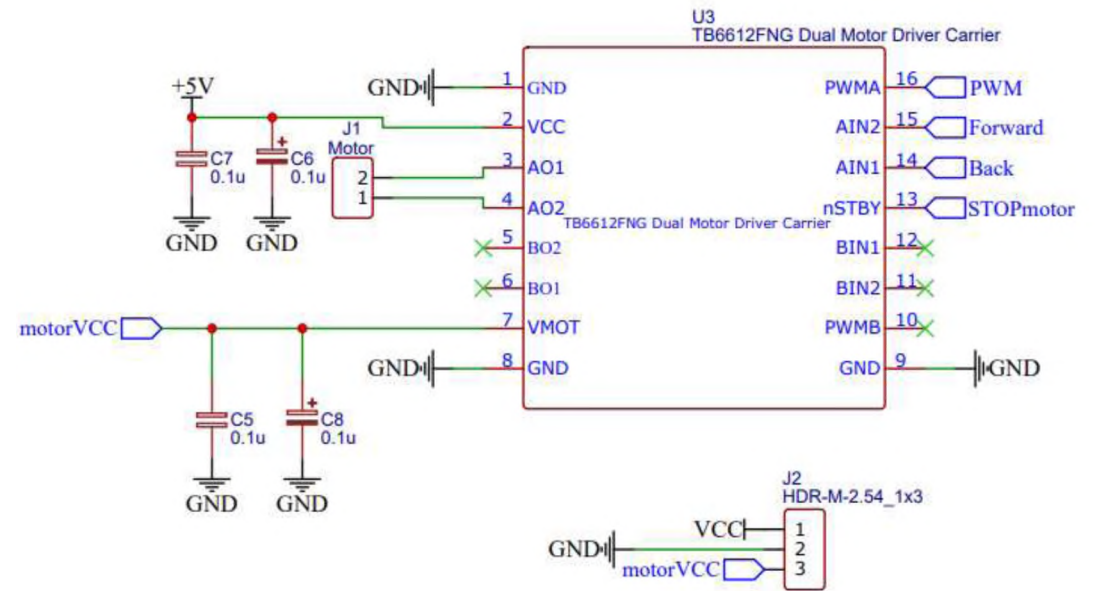 U3
TB6612FNG Dual Motor Driver Carrier
+5V
C7
0.1u
GND
+
C6
0.1u
GND
J1
Motor
2
1
GND
1 GND
2 VCC
3 AO1
4 AO2
5 BO2
6 BO1
7 VMOT
8 GND
GND
TB6612FNG Dual Motor Driver Carrier
PWMA 16 PWM
AIN2 15 Forward
AIN1 14 Back
nSTBY 13 STOPmotor
BIN1 12
BIN2 11
PWMB 10
GND 9 GND
motorVCC
C5
0.1u
GND
+
C8
0.1u
GND
J2
HDR-M-2.54_1x3
VCC 1
GND 2
motorVCC 3